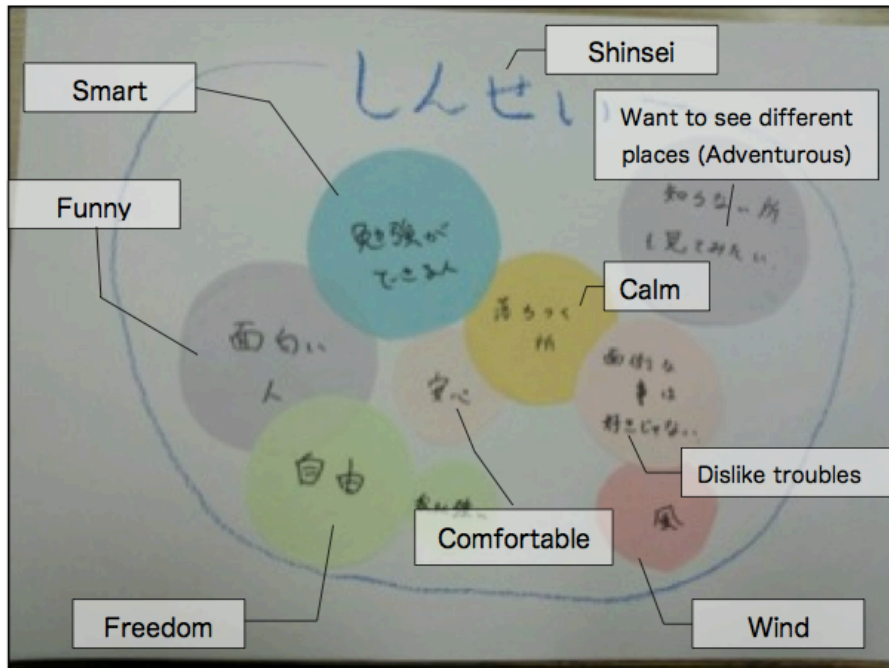 しんせい
Shinsei
Smart
Want to see different
places (Adventurous)
知らない所
も見てみたい
Funny
勉強が
できる人
Calm
落ちつく
所
面白い
人
安心
面倒な
事は
好きじゃない
Dislike troubles
自由
風
Comfortable
Freedom
Wind